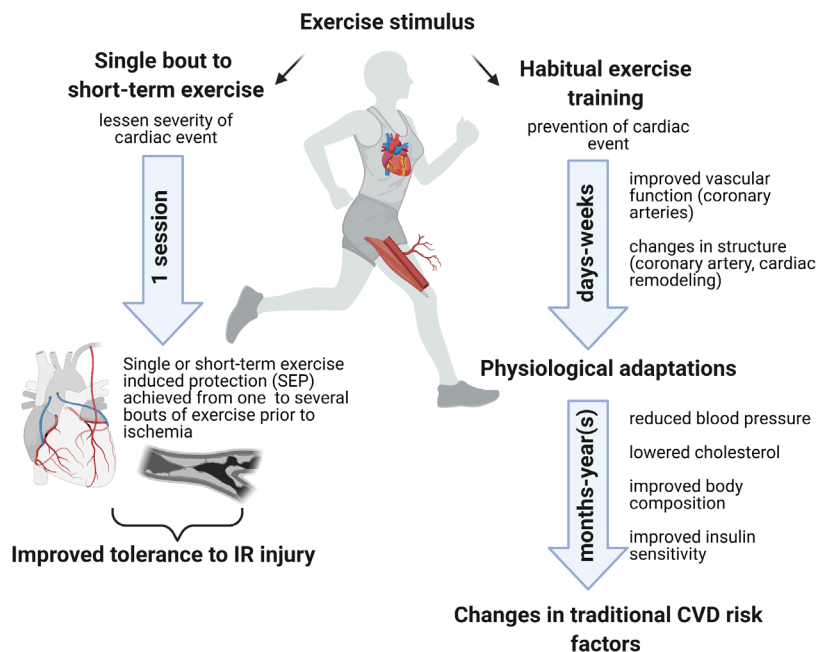 Exercise stimulus
Single bout to
short-term exercise
lessen severity of
cardiac event
1 session
Single or short-term exercise
induced protection (SEP)
achieved from one to several
bouts of exercise prior to
ischemia
Improved tolerance to IR injury
Habitual exercise
training
prevention of cardiac
event
days-weeks
improved vascular
function (coronary
arteries)
changes in structure
(coronary artery, cardiac
remodeling)
Physiological adaptations
months-year(s)
reduced blood pressure
lowered cholesterol
improved body
composition
improved insulin
sensitivity
Changes in traditional CVD risk
factors